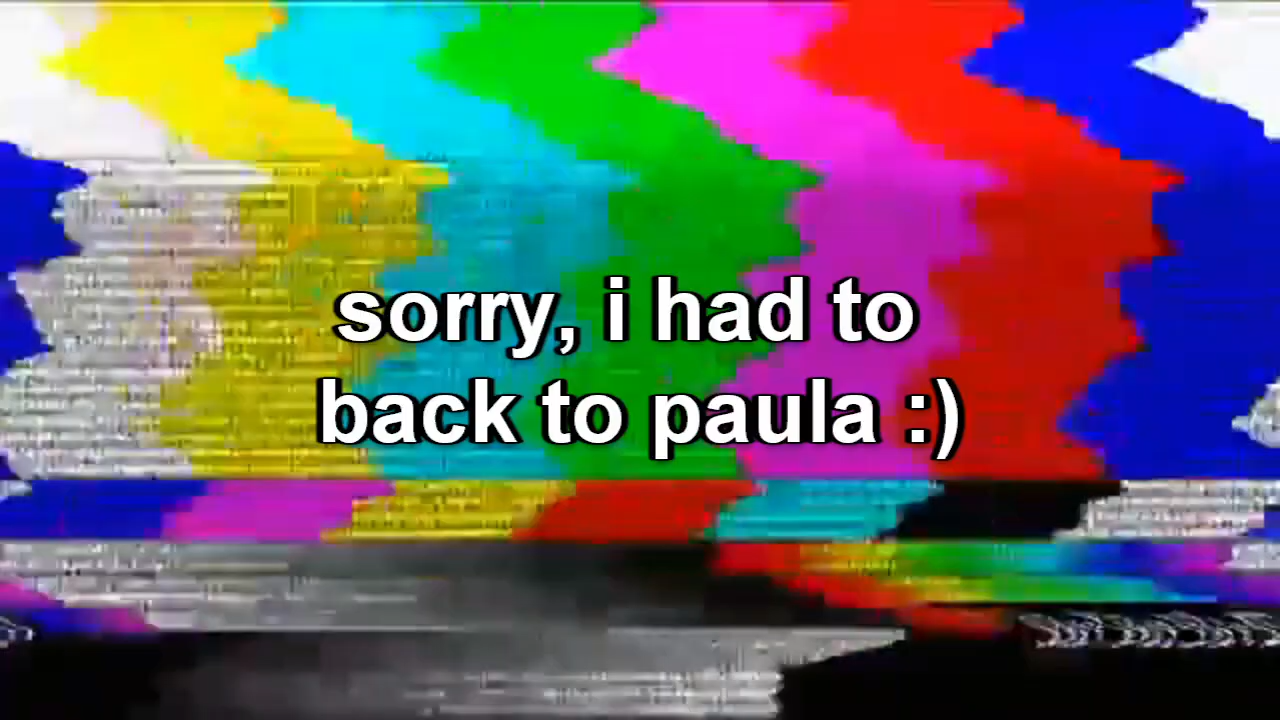 sorry, i had to
back to paula :)